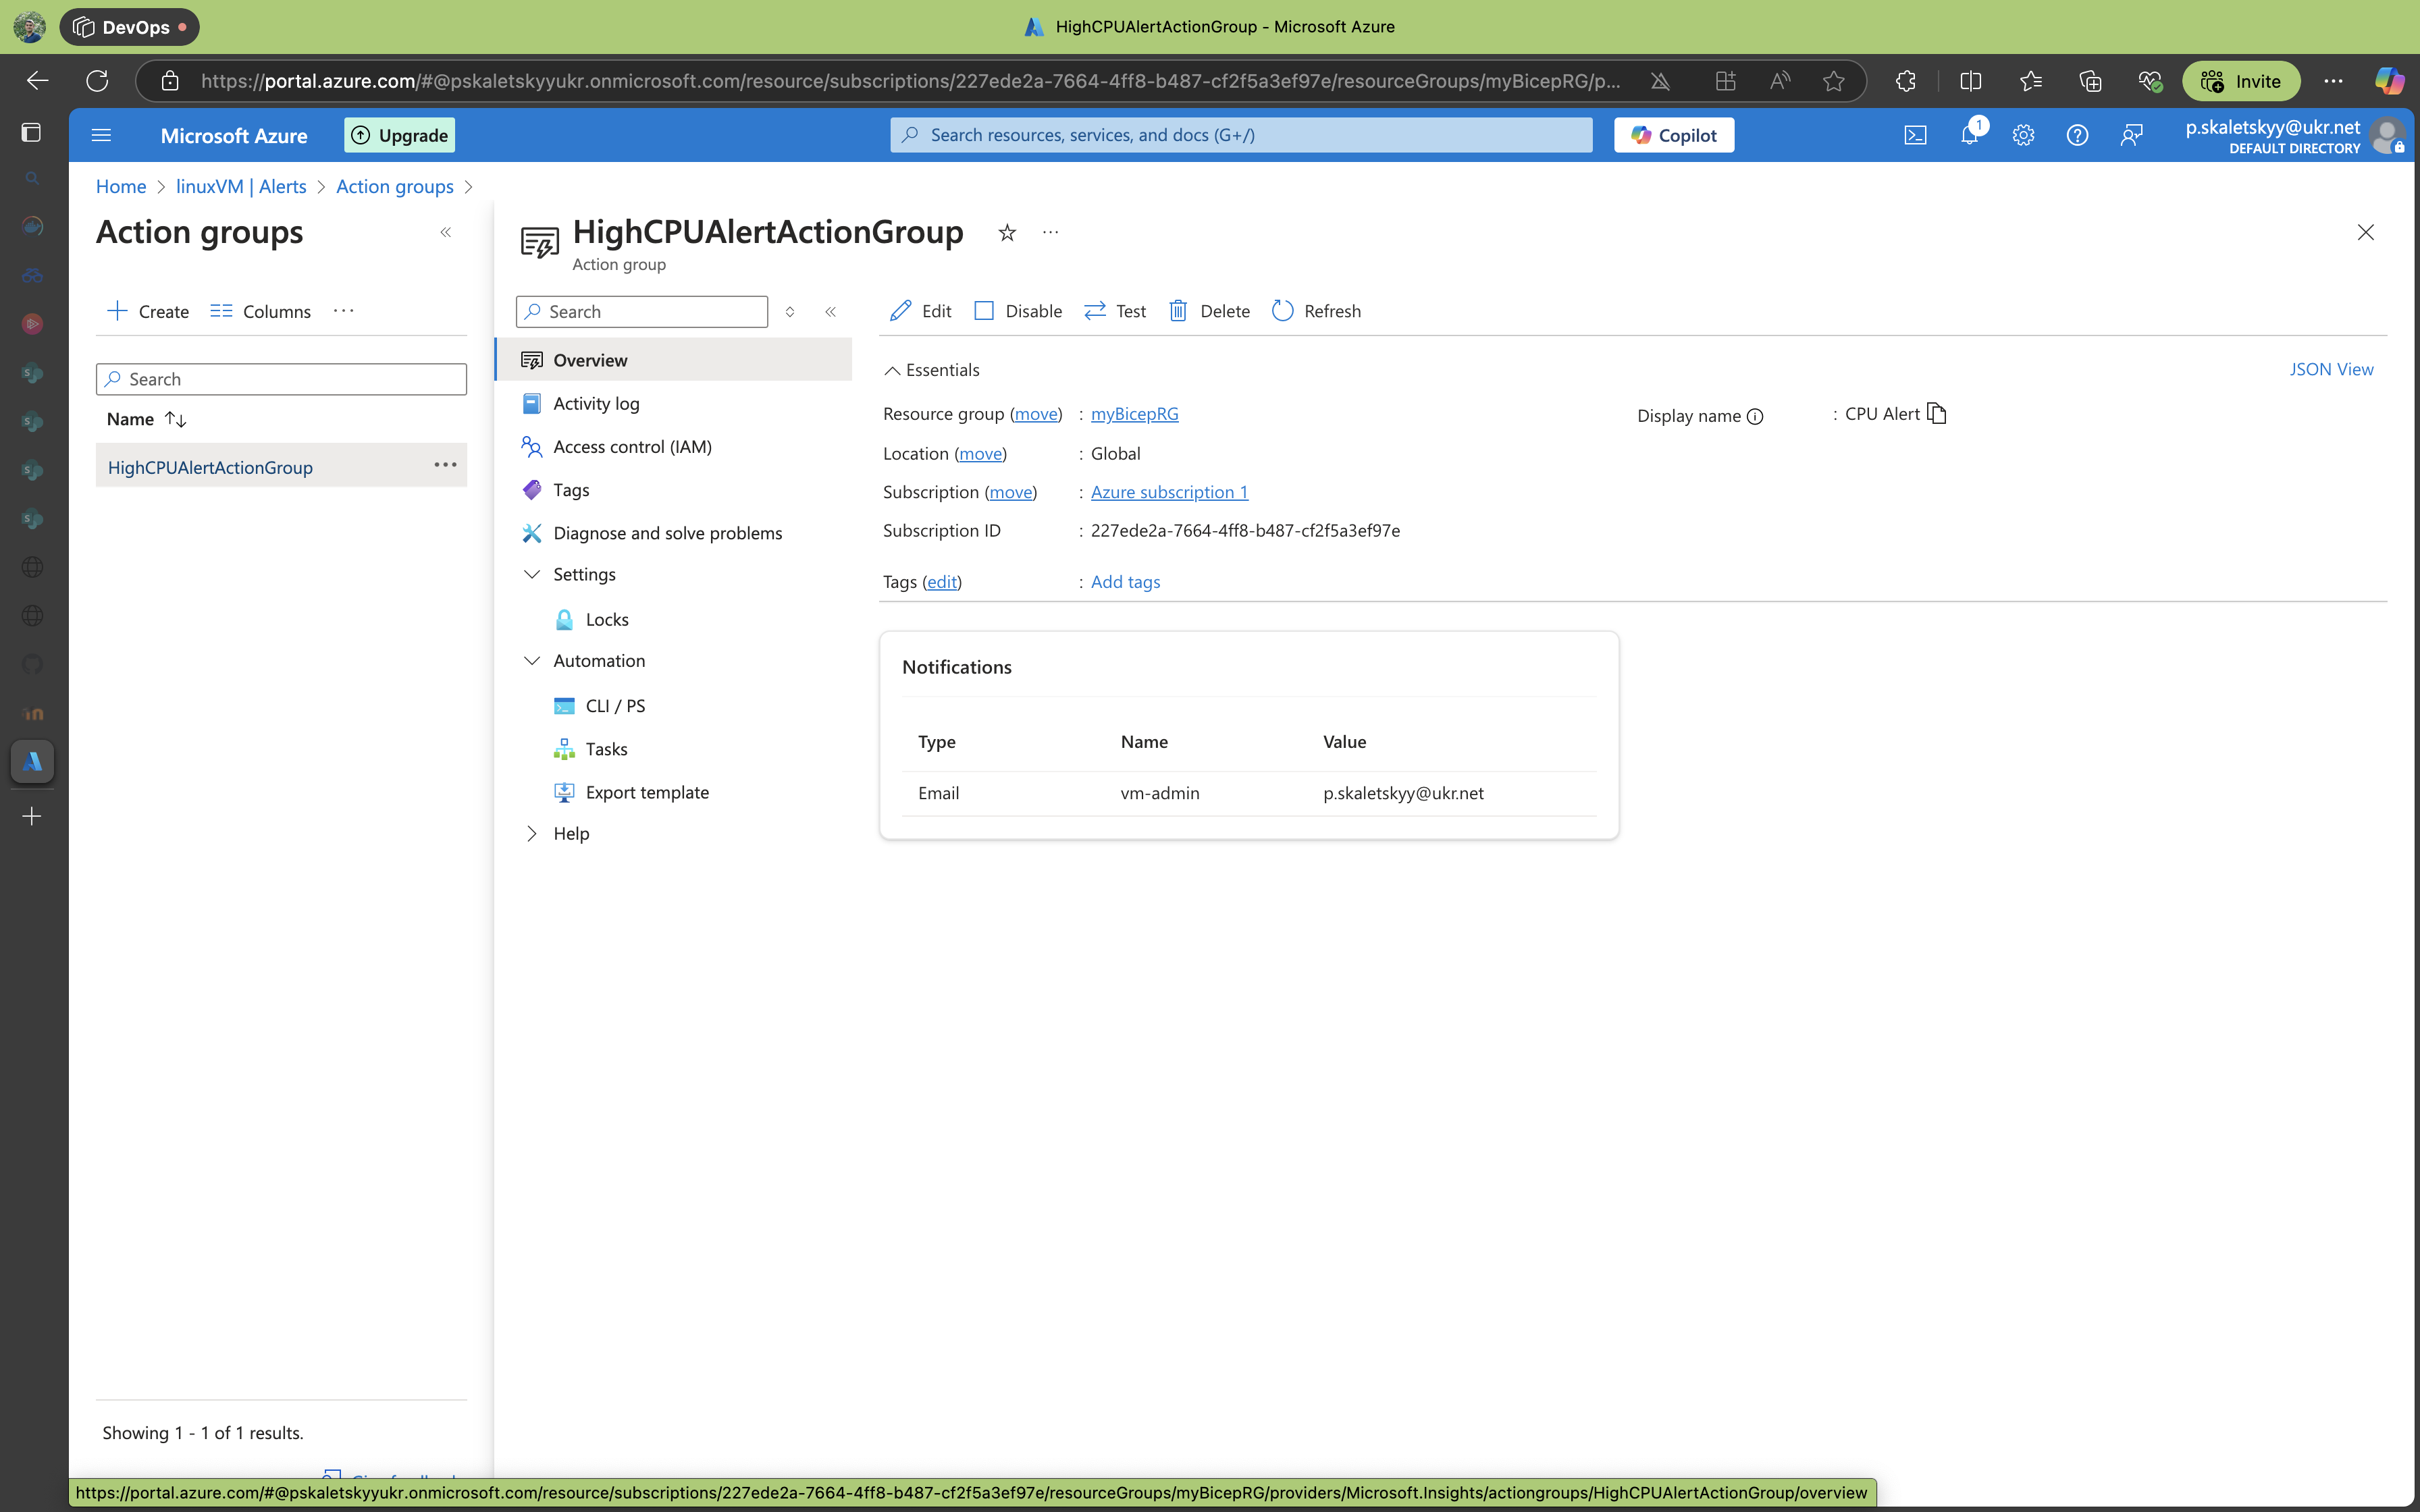 DevOps
HighCPUAlertActionGroup - Microsoft Azure
https://portal.azure.com/#@pskaletskyyukr.onmicrosoft.com/resource/subscriptions/227ede2a-7664-4ff8-b487-cf2f5a3ef97e/resourceGroups/myBicepRG/p...
Invite
Microsoft Azure
Upgrade
Search resources, services, and docs (G+/)
Copilot
1
p.skaletskyy@ukr.net
DEFAULT DIRECTORY
Home > linuxVM | Alerts > Action groups >
Action groups
Create
Columns
Search
Name
HighCPUAlertActionGroup
Showing 1 - 1 of 1 results.
HighCPUAlertActionGroup
Action group
Search
Overview
Activity log
Access control (IAM)
Tags
Diagnose and solve problems
Settings
Locks
Automation
CLI / PS
Tasks
Export template
Help
Edit
Disable
Test
Delete
Refresh
Essentials
JSON View
Resource group (move) : myBicepRG
Location (move) : Global
Subscription (move) : Azure subscription 1
Subscription ID : 227ede2a-7664-4ff8-b487-cf2f5a3ef97e
Tags (edit) : Add tags
Display name : CPU Alert
Notifications
Type Name Value
Email vm-admin p.skaletskyy@ukr.net
https://portal.azure.com/#@pskaletskyyukr.onmicrosoft.com/resource/subscriptions/227ede2a-7664-4ff8-b487-cf2f5a3ef97e/resourceGroups/myBicepRG/providers/Microsoft.Insights/actiongroups/HighCPUAlertActionGroup/overview